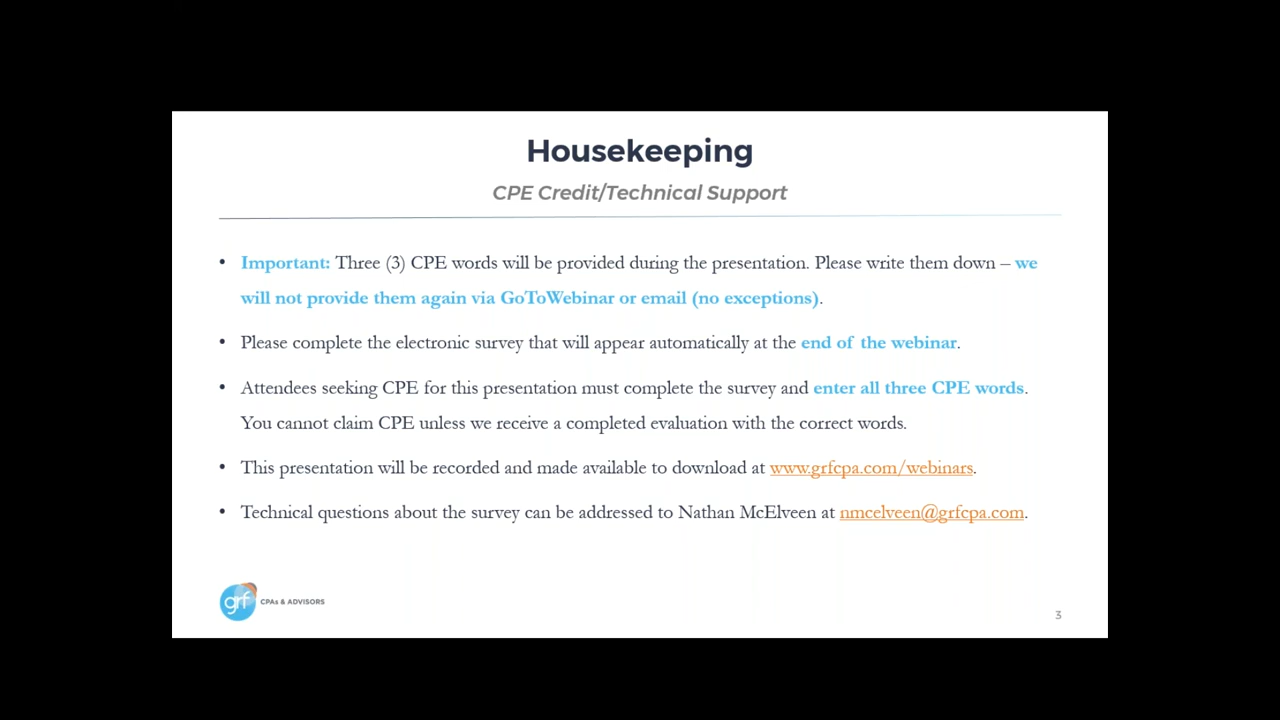 Housekeeping
CPE Credit/Technical Support
• Important: Three (3) CPE words will be provided during the presentation. Please write them down – we
will not provide them again via GoToWebinar or email (no exceptions).
• Please complete the electronic survey that will appear automatically at the end of the webinar.
• Attendees seeking CPE for this presentation must complete the survey and enter all three CPE words.
You cannot claim CPE unless we receive a completed evaluation with the correct words.
• This presentation will be recorded and made available to download at www.grfcpa.com/webinars.
• Technical questions about the survey can be addressed to Nathan McElveen at nmcelveen@grfcpa.com.
grf CPAs & ADVISORS
3